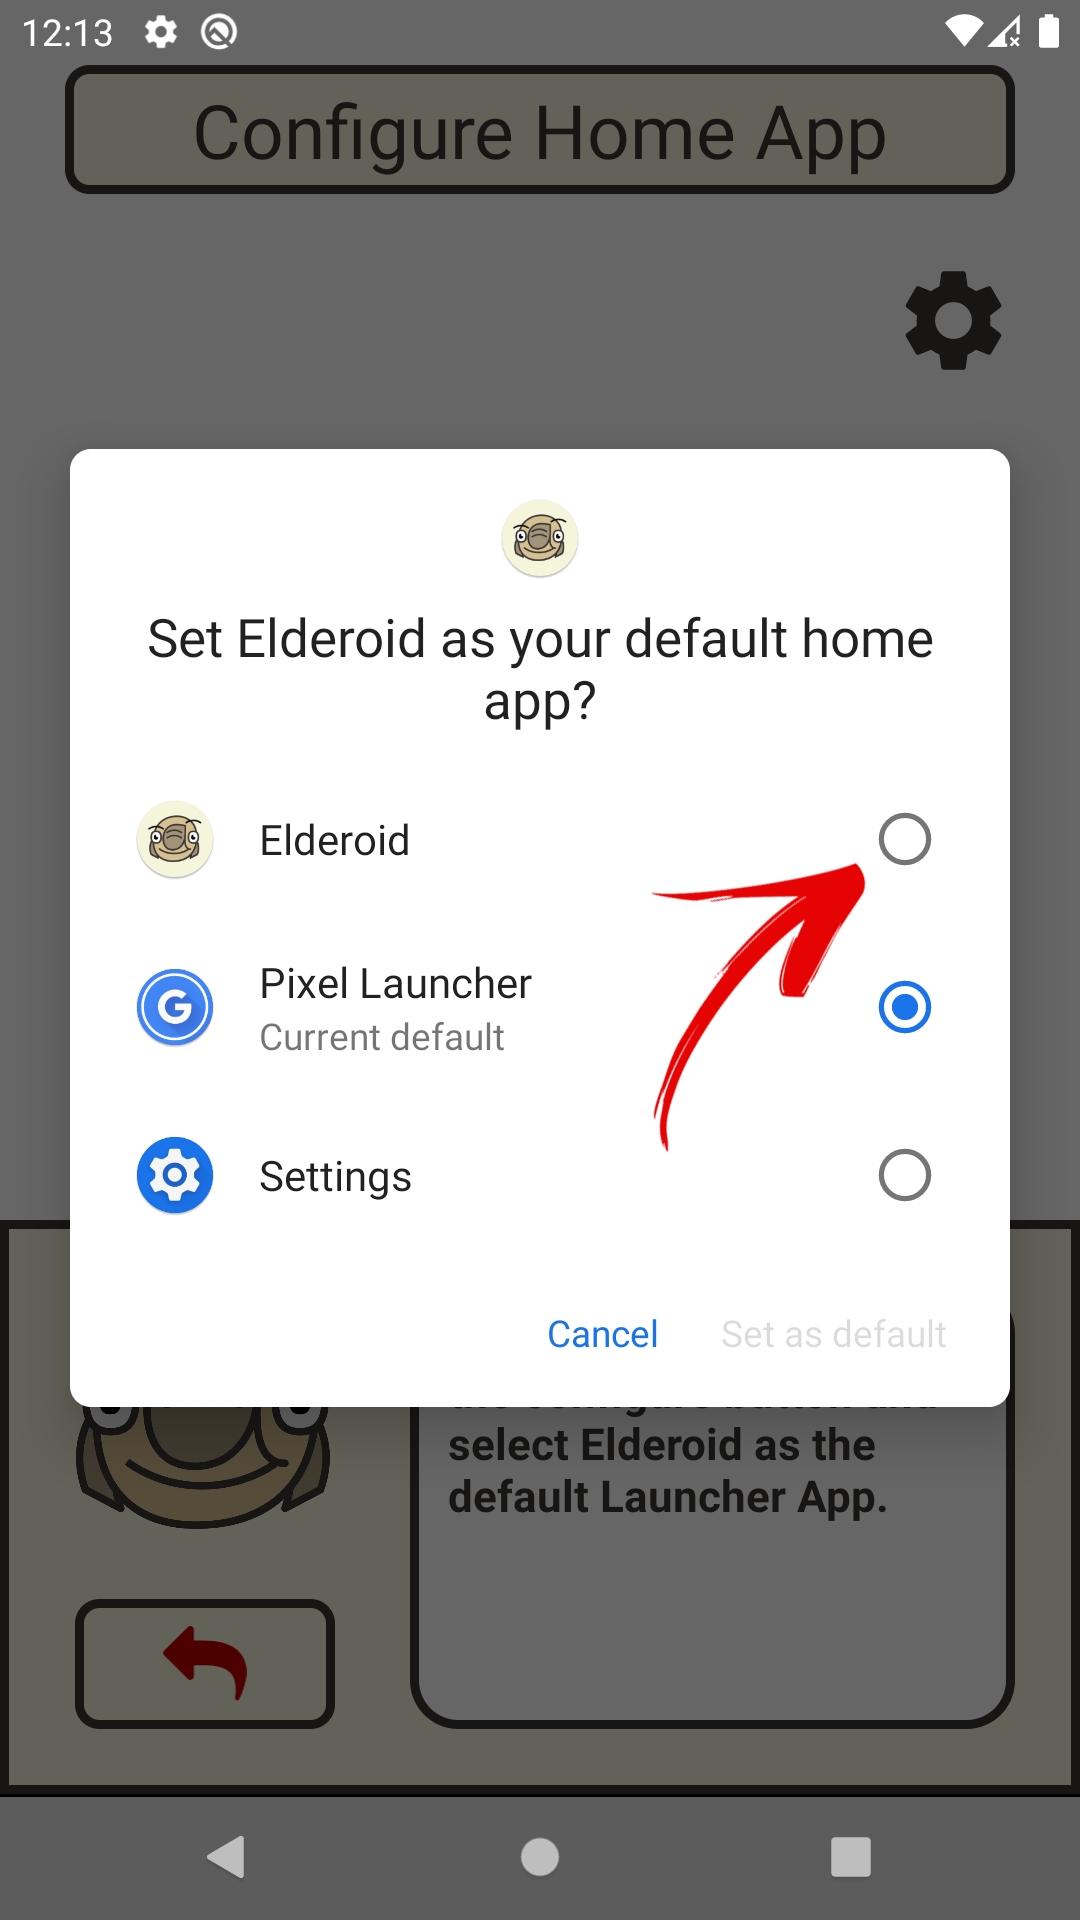 12:13
Configure Home App
Set Elderoid as your default home
app?
Elderoid
Pixel Launcher
Current default
Settings
Cancel
Set as default
select Elderoid as the
default Launcher App.